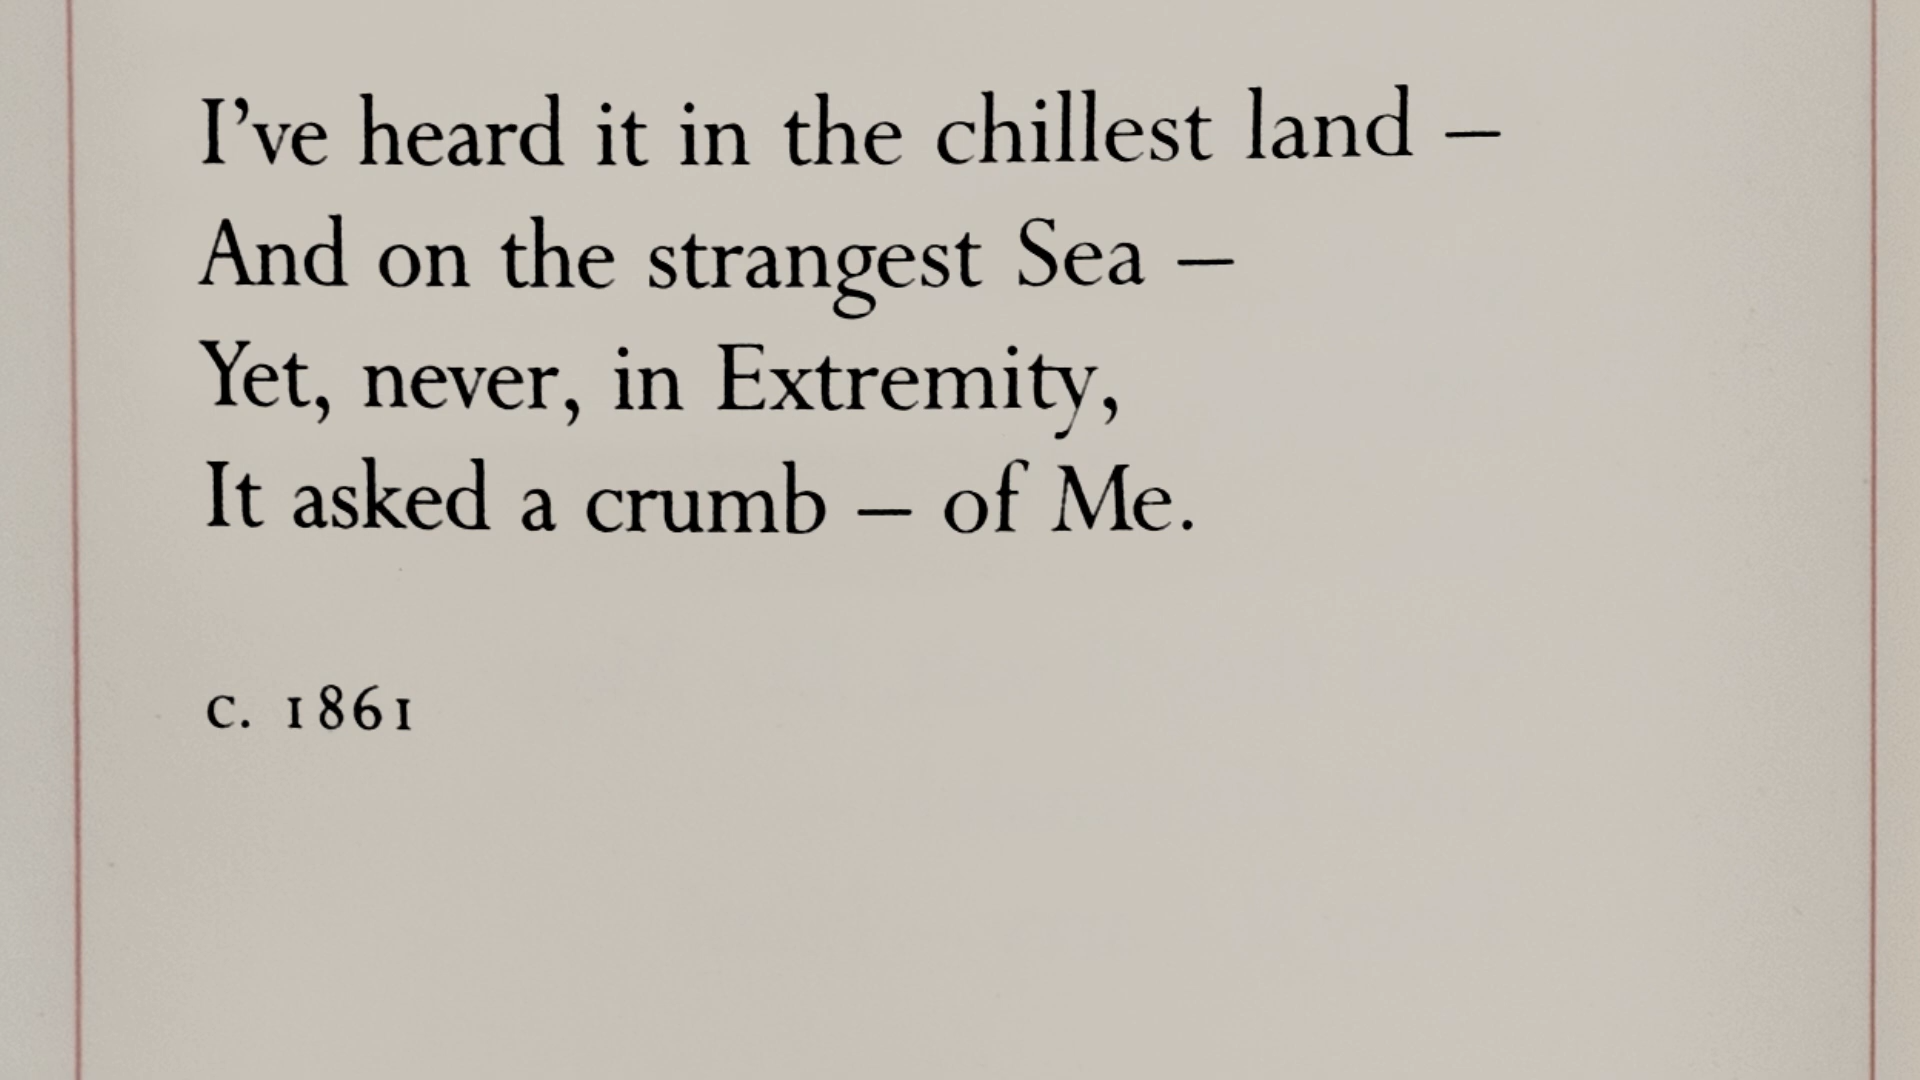 I’ve heard it in the chillest land –
And on the strangest Sea –
Yet, never, in Extremity,
It asked a crumb – of Me.
c. 1861